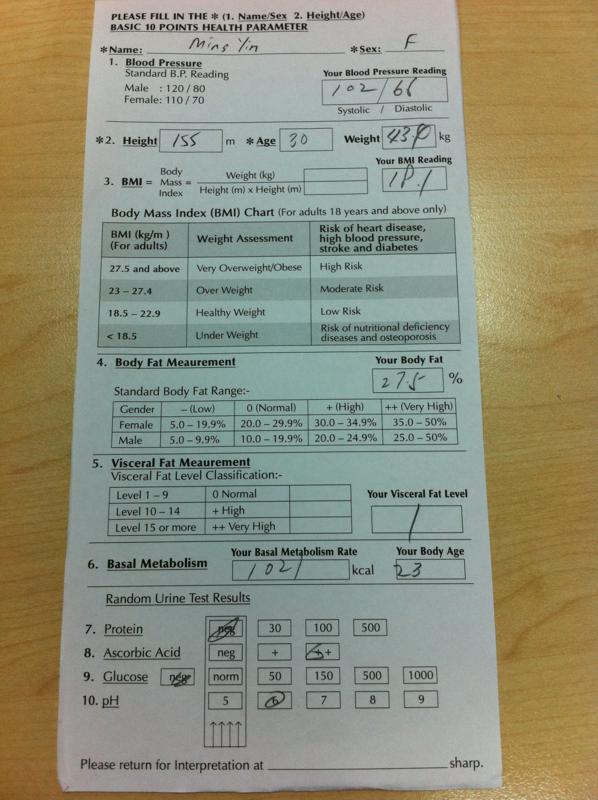 PLEASE FILL IN THE * (1. Name/Sex 2. Height/Age)
BASIC 10 POINTS HEALTH PARAMETER
*Name: Ming Yin *Sex: F
1. Blood Pressure
Standard B.P. Reading
Male : 120 / 80
Female: 110 / 70
Your Blood Pressure Reading
102 / 66
Systolic / Diastolic
*2. Height 155 m *Age 30 Weight 43. kg
3. BMI = Body Mass = Index
Weight (kg)
Height (m) x Height (m)
Your BMI Reading
18.1
Body Mass Index (BMI) Chart (For adults 18 years and above only)
BMI (kg/m ) (For adults) Weight Assessment Risk of heart disease, high blood pressure, stroke and diabetes
27.5 and above Very Overweight/Obese High Risk
23 – 27.4 Over Weight Moderate Risk
18.5 – 22.9 Healthy Weight Low Risk
< 18.5 Under Weight Risk of nutritional deficiency diseases and osteoporosis
4. Body Fat Meaurement
Your Body Fat
27.5 %
Standard Body Fat Range:-
Gender – (Low) 0 (Normal) + (High) ++ (Very High)
Female 5.0 – 19.9% 20.0 – 29.9% 30.0 – 34.9% 35.0 – 50%
Male 5.0 – 9.9% 10.0 – 19.9% 20.0 – 24.9% 25.0 – 50%
5. Visceral Fat Meaurement
Visceral Fat Level Classification:-
Level 1 – 9 0 Normal
Level 10 – 14 + High
Level 15 or more ++ Very High
Your Visceral Fat Level
1
6. Basal Metabolism
Your Basal Metabolism Rate
1021 kcal
Your Body Age
23
Random Urine Test Results
7. Protein neg 30 100 500
8. Ascorbic Acid neg + ++
9. Glucose neg norm 50 150 500 1000
10. pH 5 6 7 8 9
Please return for Interpretation at ____ sharp.